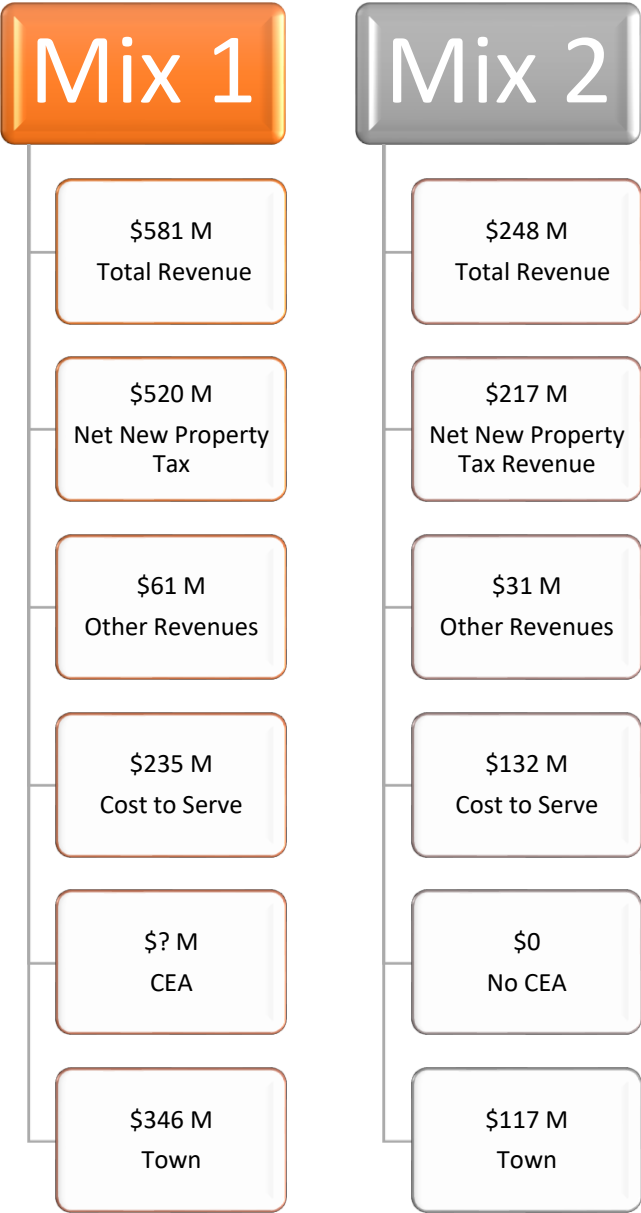 Mix 1
$581 M
Total Revenue
$520 M
Net New Property
Tax
$61 M
Other Revenues
$235 M
Cost to Serve
$? M
CEA
$346 M
Town
Mix 2
$248 M
Total Revenue
$217 M
Net New Property
Tax Revenue
$31 M
Other Revenues
$132 M
Cost to Serve
$0
No CEA
$117 M
Town